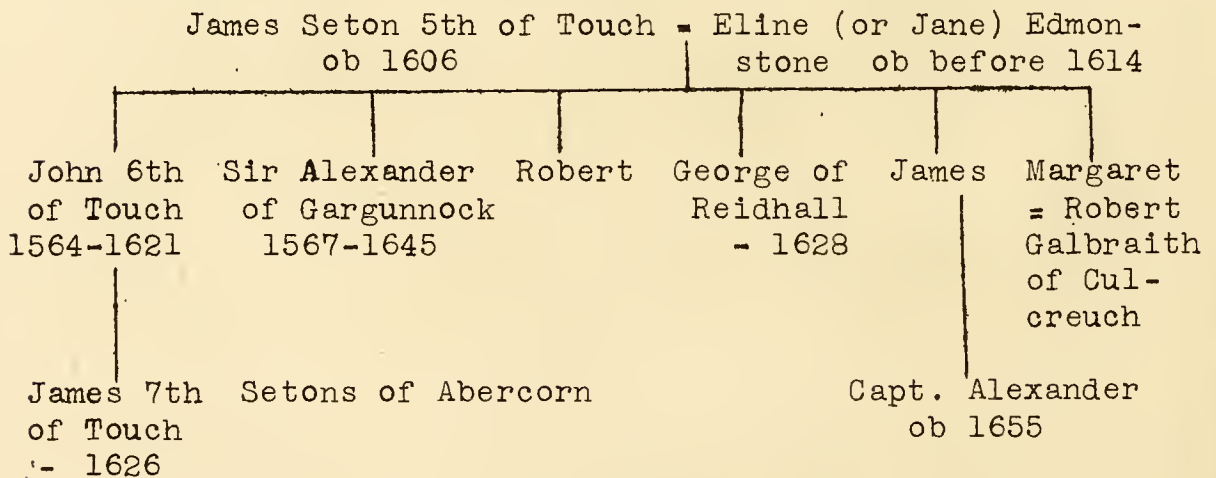 James Seton 5th of Touch = Eline (or Jane) Edmon-
ob 1606 stone ob before 1614
John 6th Sir Alexander Robert George of James Margaret
of Touch of Gargunnock Reidhall = Robert
1564-1621 1567-1645 - 1628 Galbraith
of Cul-
creuch
James 7th Setons of Abercorn Capt. Alexander
of Touch ob 1655
- 1626